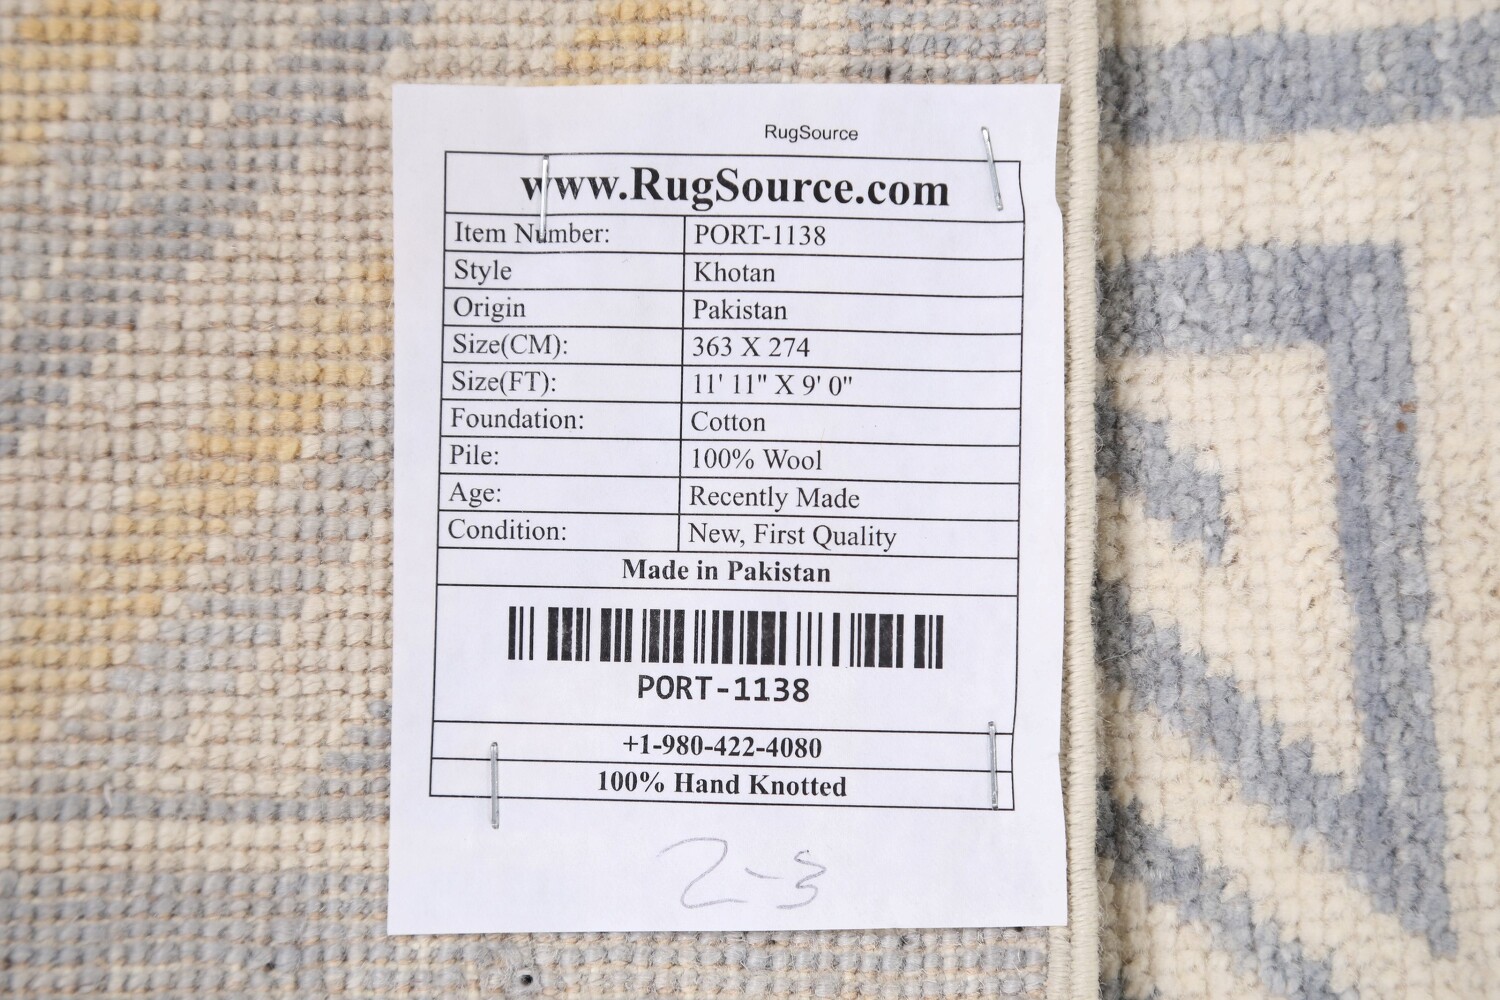 RugSource
www.RugSource.com
Item Number: PORT-1138
Style Khotan
Origin Pakistan
Size(CM): 363 X 274
Size(FT): 11' 11" X 9' 0"
Foundation: Cotton
Pile: 100% Wool
Age: Recently Made
Condition: New, First Quality
Made in Pakistan
PORT-1138
+1-980-422-4080
100% Hand Knotted
2-3